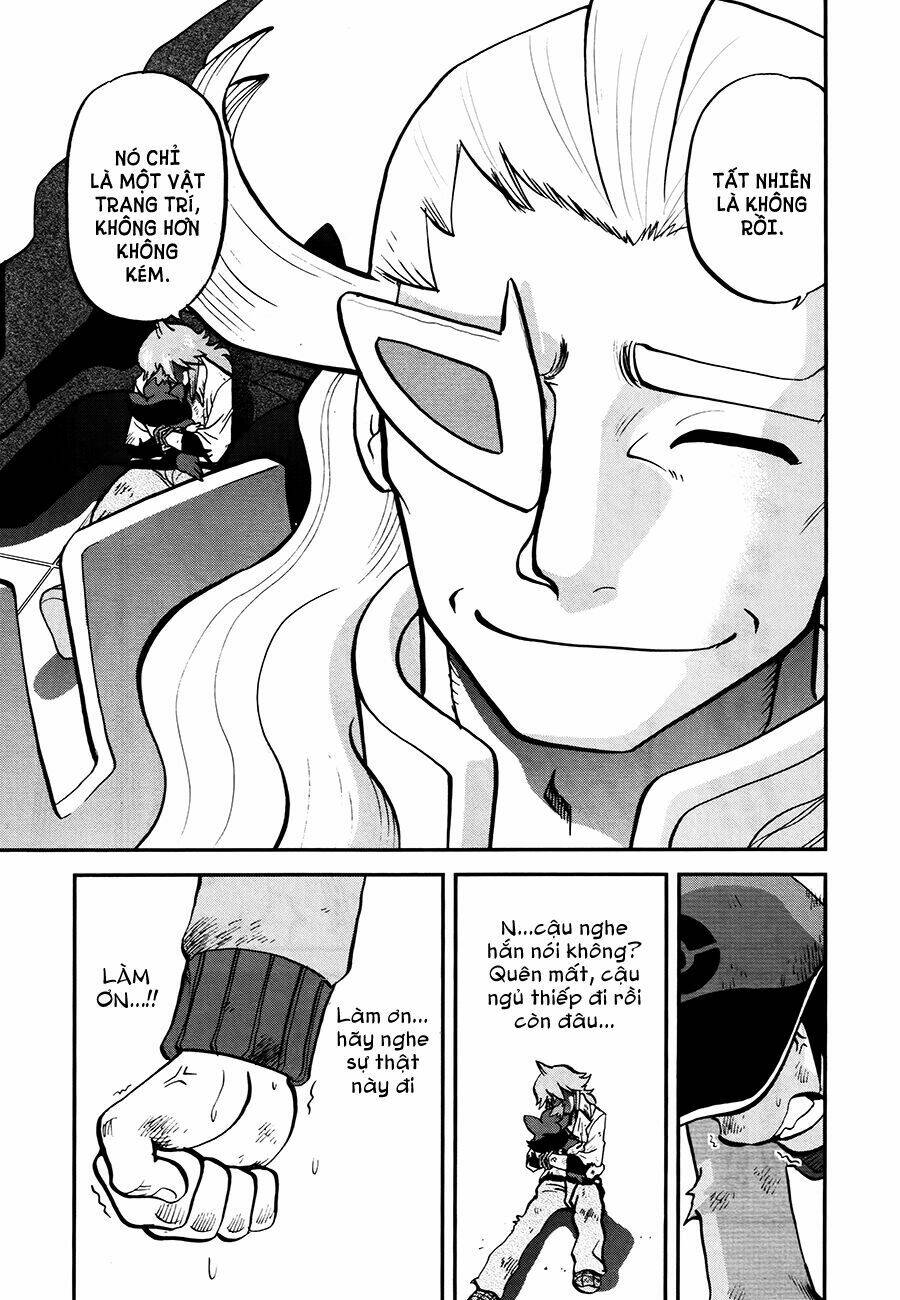 TẤT NHIÊN
LÀ KHÔNG
RỒI.
NÓ CHỈ
LÀ MỘT VẬT
TRANG TRÍ,
KHÔNG HƠN
KHÔNG
KÉM.
N...cậu nghe
hắn nói không?
Quên mất, cậu
ngủ thiếp đi rồi
còn đâu...
Làm ơn...
hãy nghe
sự thật
này đi
LÀM
ƠN...!!